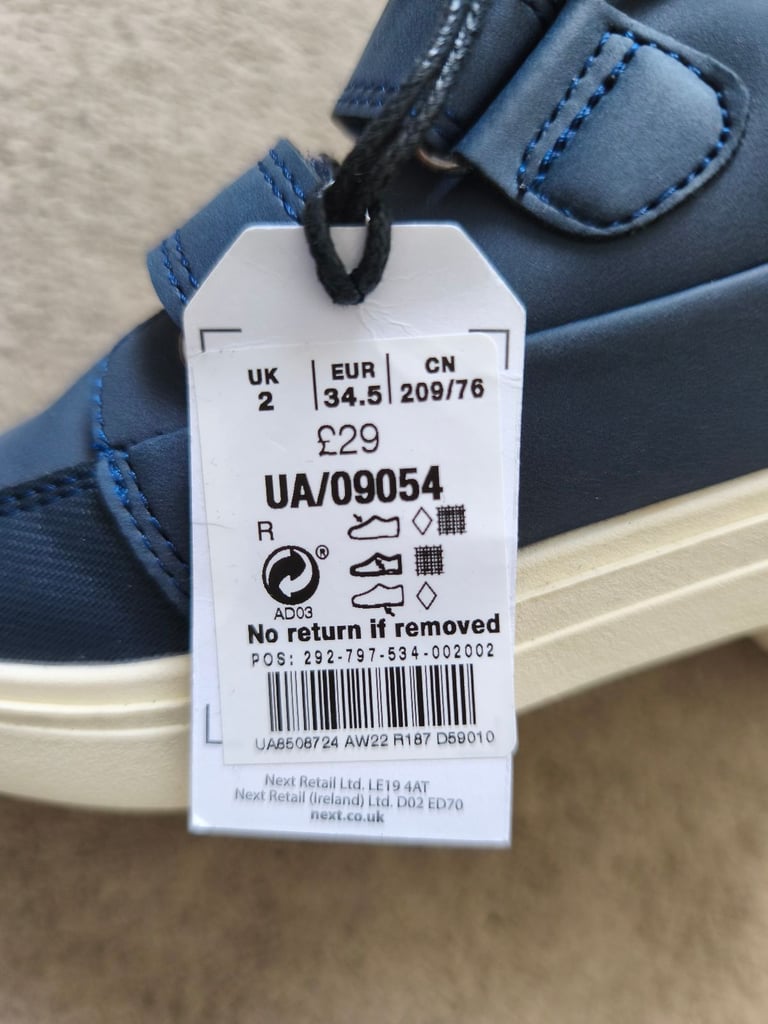 UK EUR CN
2 34.5 209/76
£29
UA/09054
R
®
AD03
No return if removed
POS: 292-797-534-002002
UA8508724 AW22 R187 D59010
Next Retail Ltd. LE19 4AT
Next Retail (Ireland) Ltd. D02 ED70
next.co.uk